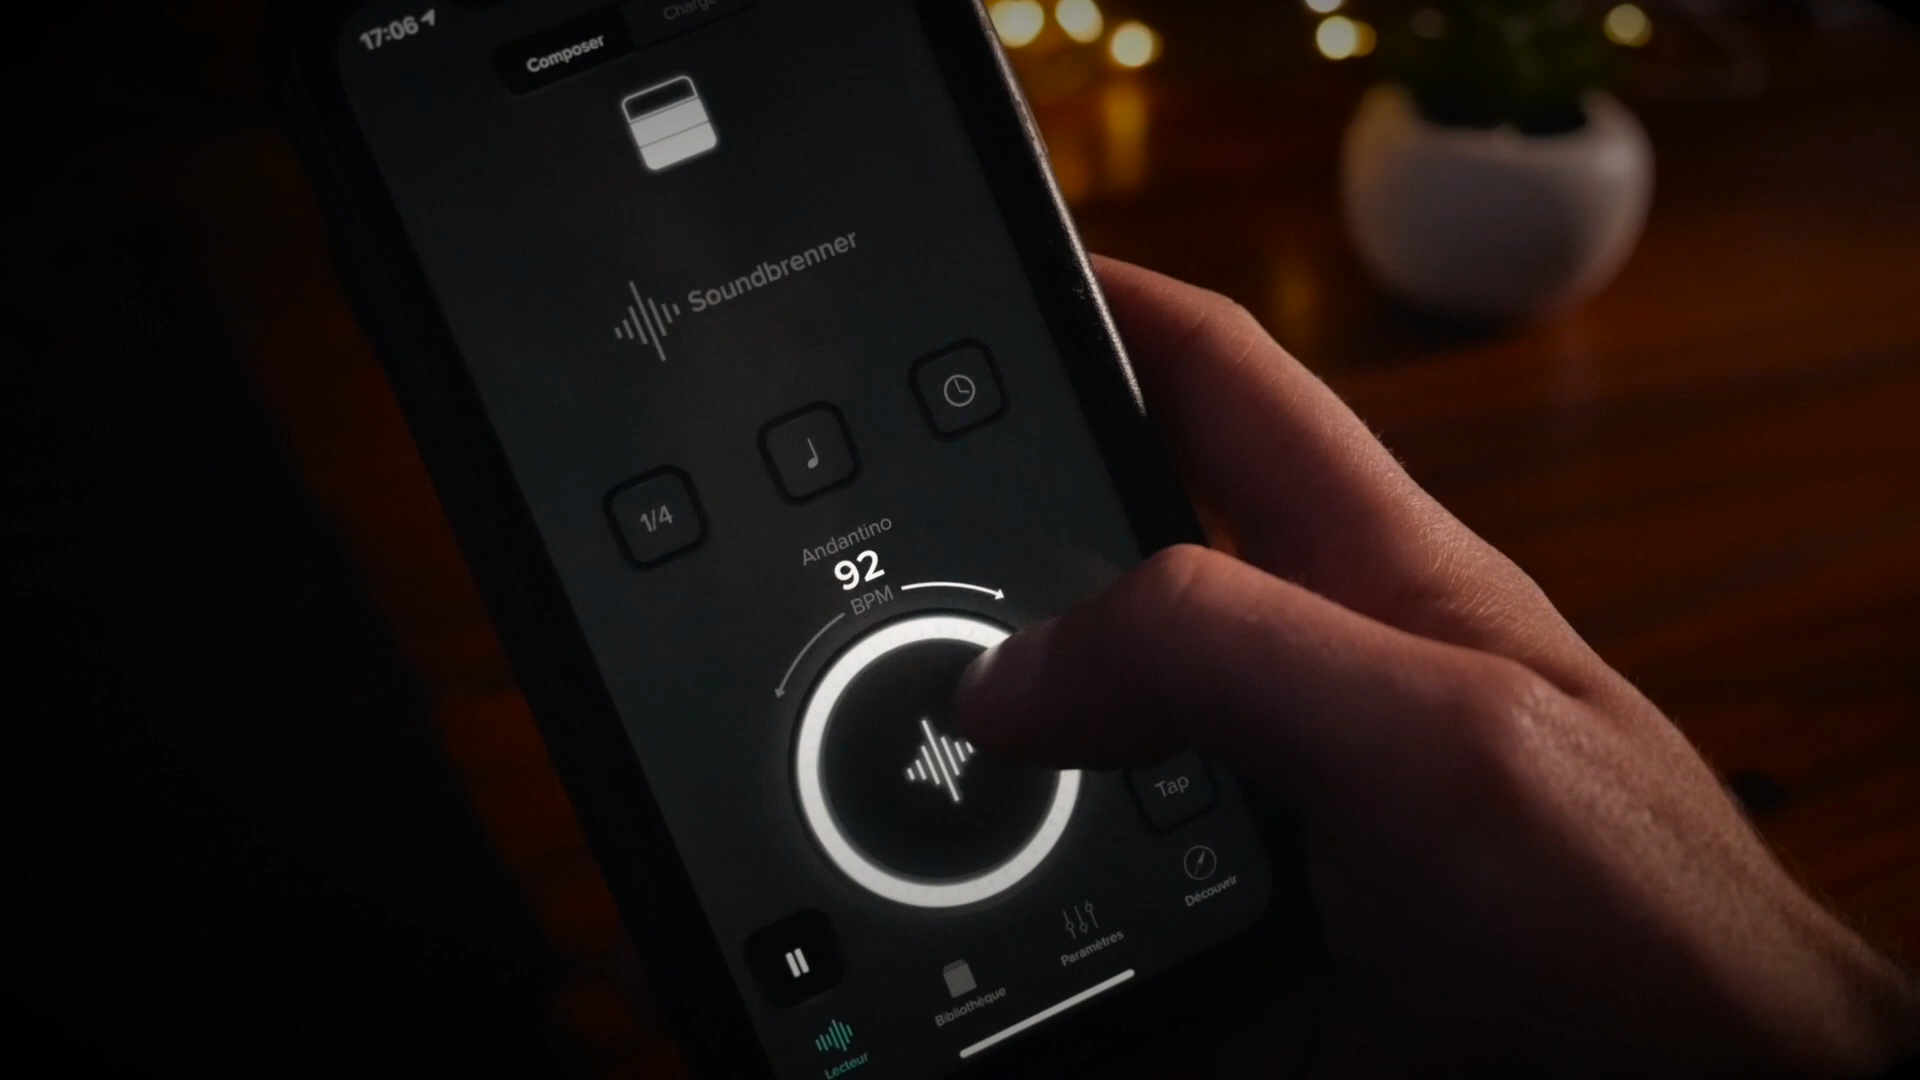 17:06
Composer
Soundbrenner
1/4
Andantino
92
BPM
Tap
Découvrir
Paramètres
Bibliothèque
Lecteur